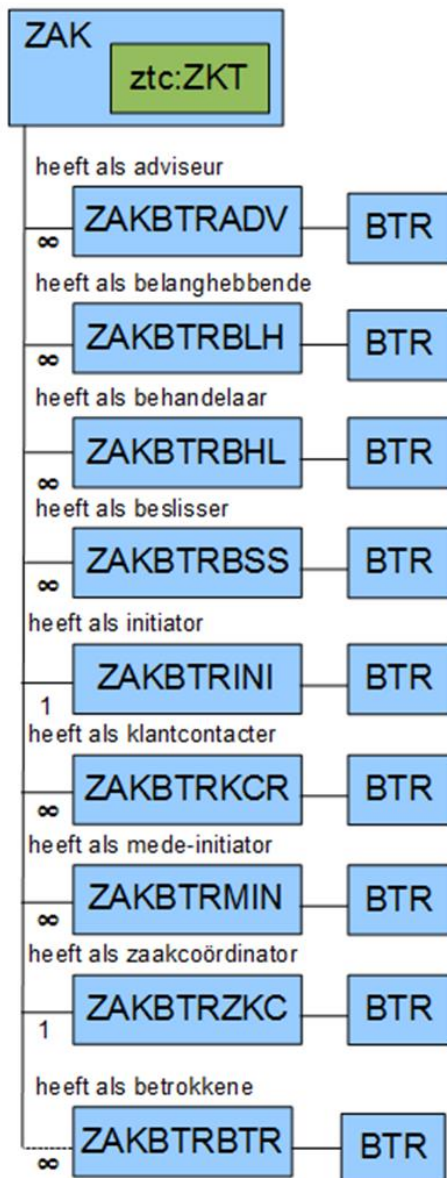 ZAK
ztc:ZKT
heeft als adviseur
∞ ZAKBTRADV BTR
heeft als belanghebbende
∞ ZAKBTRBLH BTR
heeft als behandelaar
∞ ZAKBTRBHL BTR
heeft als beslisser
∞ ZAKBTRBSS BTR
heeft als initiator
1 ZAKBTRINI BTR
heeft als klantcontacter
∞ ZAKBTRKCR BTR
heeft als mede-initiator
∞ ZAKBTRMIN BTR
heeft als zaakcoördinator
1 ZAKBTRZKC BTR
heeft als betrokkene
∞ ZAKBTRBTR BTR